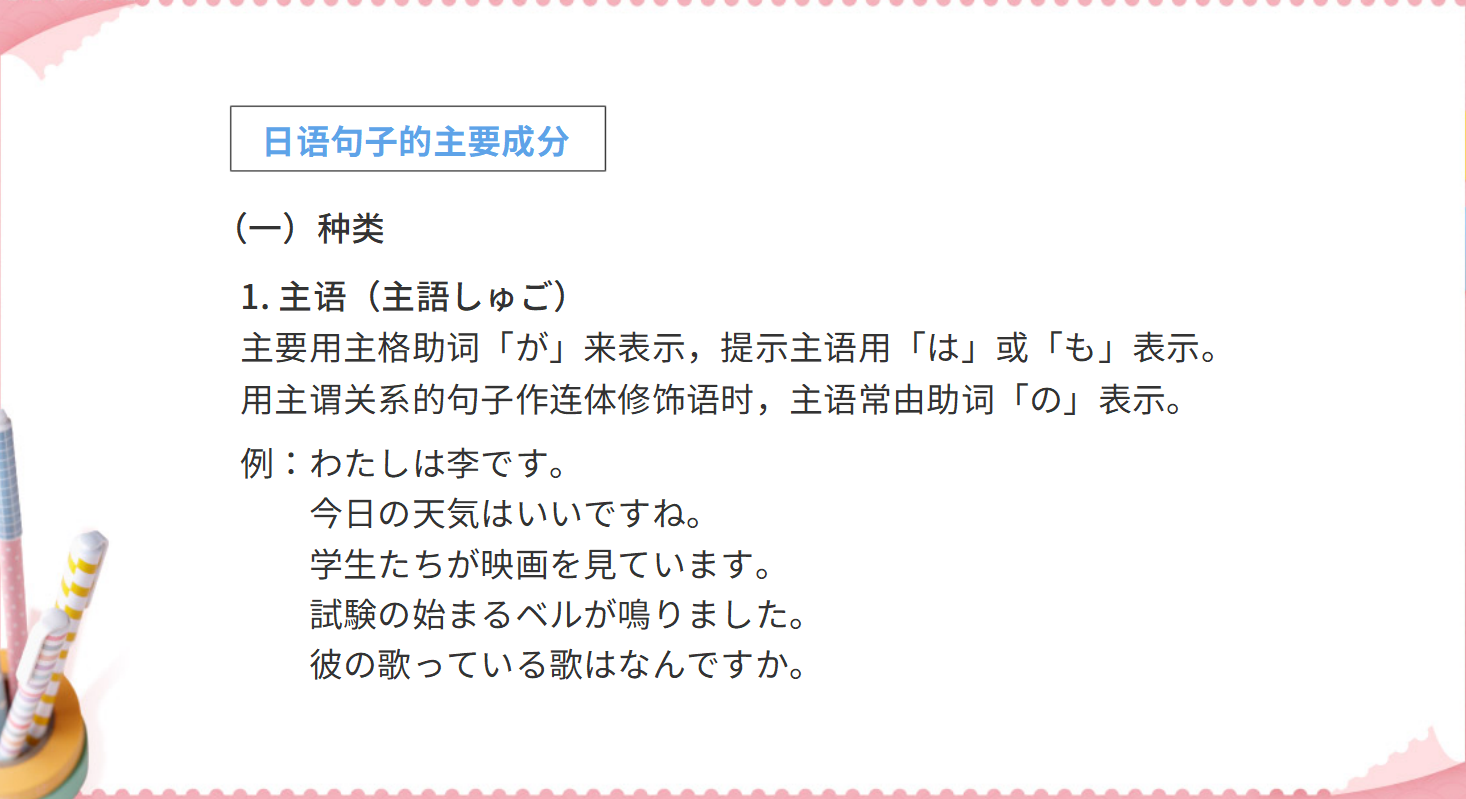 日语句子的主要成分
（一）种类
1. 主语（主語しゅご）
主要用主格助词「が」来表示，提示主语用「は」或「も」表示。
用主谓关系的句子作连体修饰语时，主语常由助词「の」表示。
例：わたしは李です。
今日の天気はいいですね。
学生たちが映画を見ています。
試験の始まるベルが鳴りました。
彼の歌っている歌はなんですか。